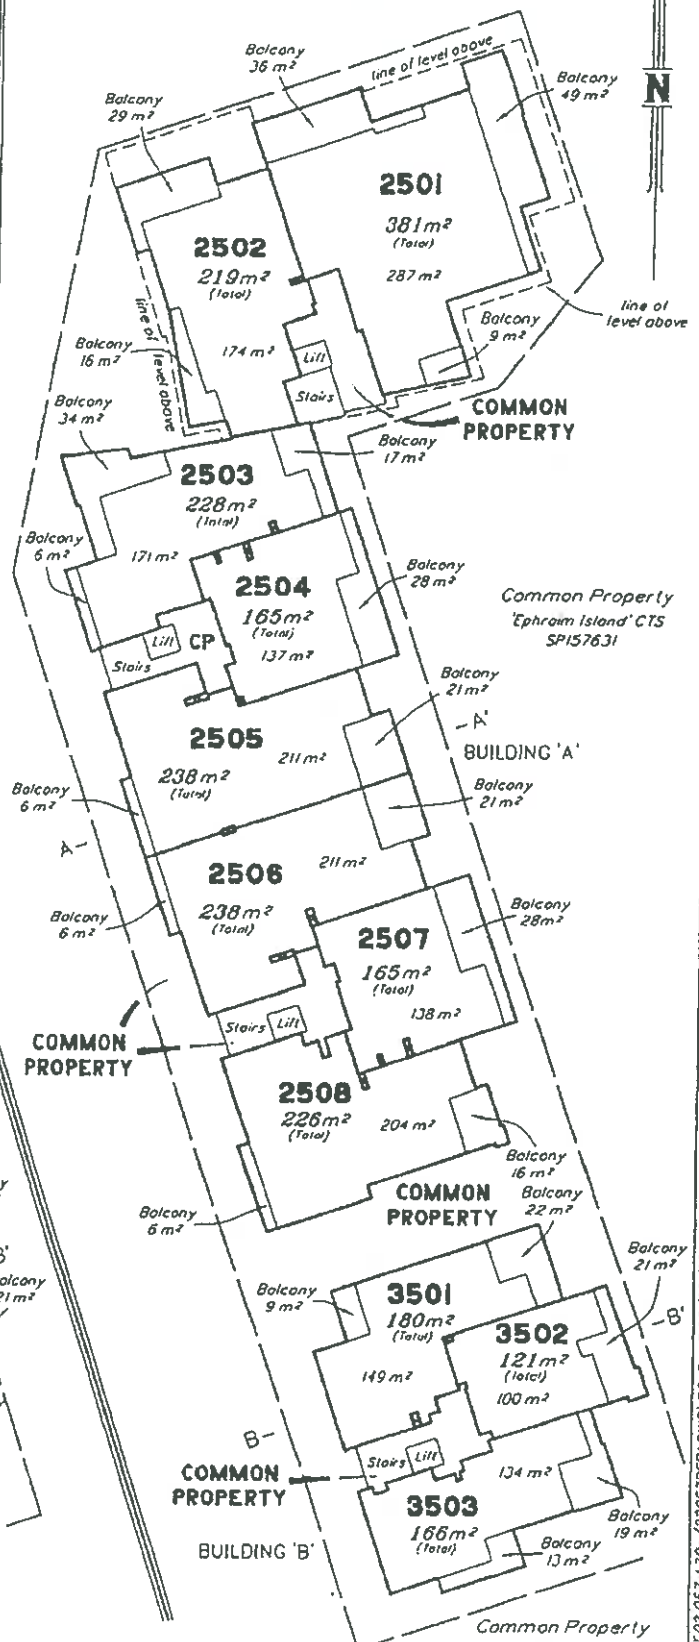 Balcony
36 m²
line of level above
Balcony
49 m²
N
Balcony
29 m²
2501
381m²
(Total)
287 m²
2502
219m²
(Total)
174 m²
line of level above
line of
level above
Balcony
16 m²
Lift
Stairs
Balcony
9 m²
COMMON
PROPERTY
Balcony
34 m²
Balcony
17 m²
2503
228m²
(Total)
171 m²
Balcony
6 m²
2504
165m²
(Total)
137 m²
Balcony
28 m²
Common Property
'Ephraim Island' CTS
SP157631
Lift
CP
Stairs
Balcony
21 m²
A'
BUILDING 'A'
2505
238m²
(Total)
211 m²
Balcony
6 m²
Balcony
21 m²
A
2506
238m²
(Total)
211 m²
Balcony
6 m²
Balcony
28m²
2507
165m²
(Total)
138 m²
Stairs
Lift
COMMON
PROPERTY
2508
226m²
(Total)
204 m²
Balcony
16 m²
Balcony
6 m²
COMMON
PROPERTY
Balcony
22 m²
Balcony
21 m²
B'
alcony
21 m²
Balcony
9 m²
3501
180m²
(Total)
149 m²
3502
121m²
(Total)
100 m²
B'
B
Stairs
Lift
COMMON
PROPERTY
134 m²
3503
166m²
(Total)
Balcony
19 m²
Balcony
13 m²
BUILDING 'B'
Common Property